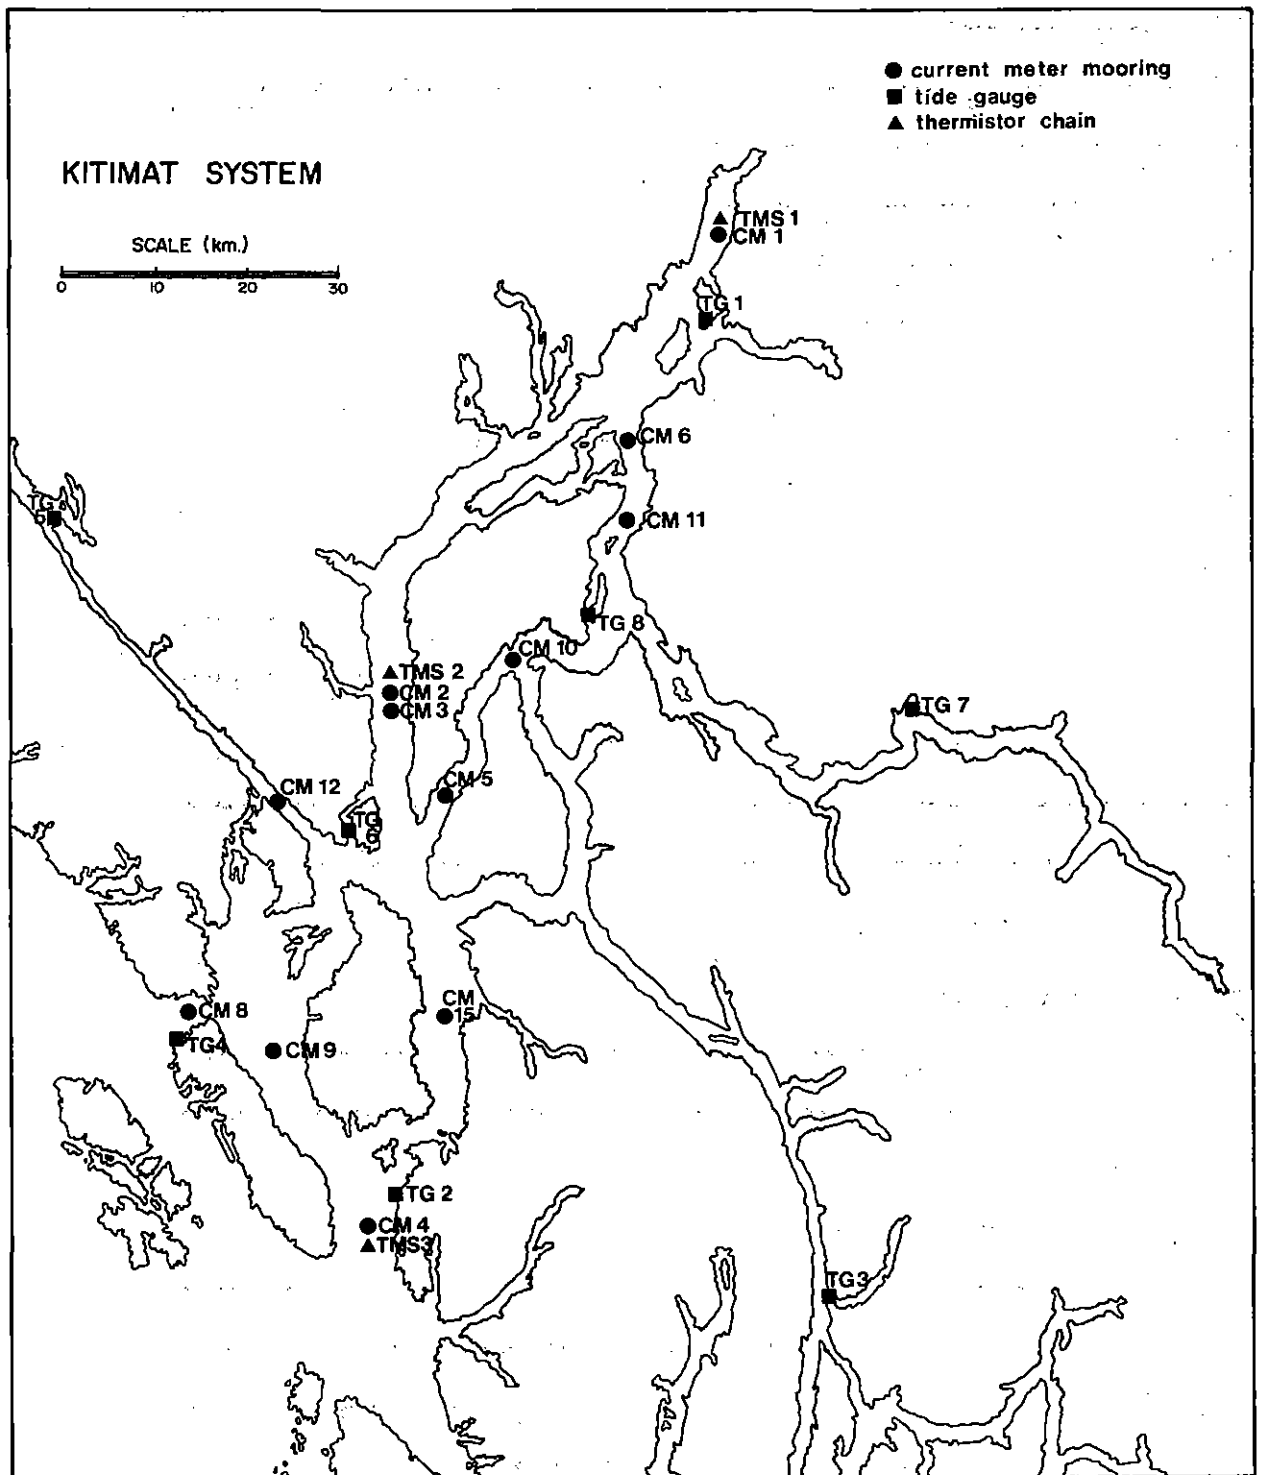 ● current meter mooring
■ tide gauge
▲ thermistor chain
KITIMAT SYSTEM
SCALE (km.)
0 10 20 30
TMS 1
CM 1
TG 1
CM 6
TG
5
CM 11
TG 8
CM 10
TMS 2
CM 2
CM 3
TG 7
CM 5
CM 12
TG
6
CM 8
TG4
CM 9
CM
15
TG 2
CM 4
TMS3
TG3